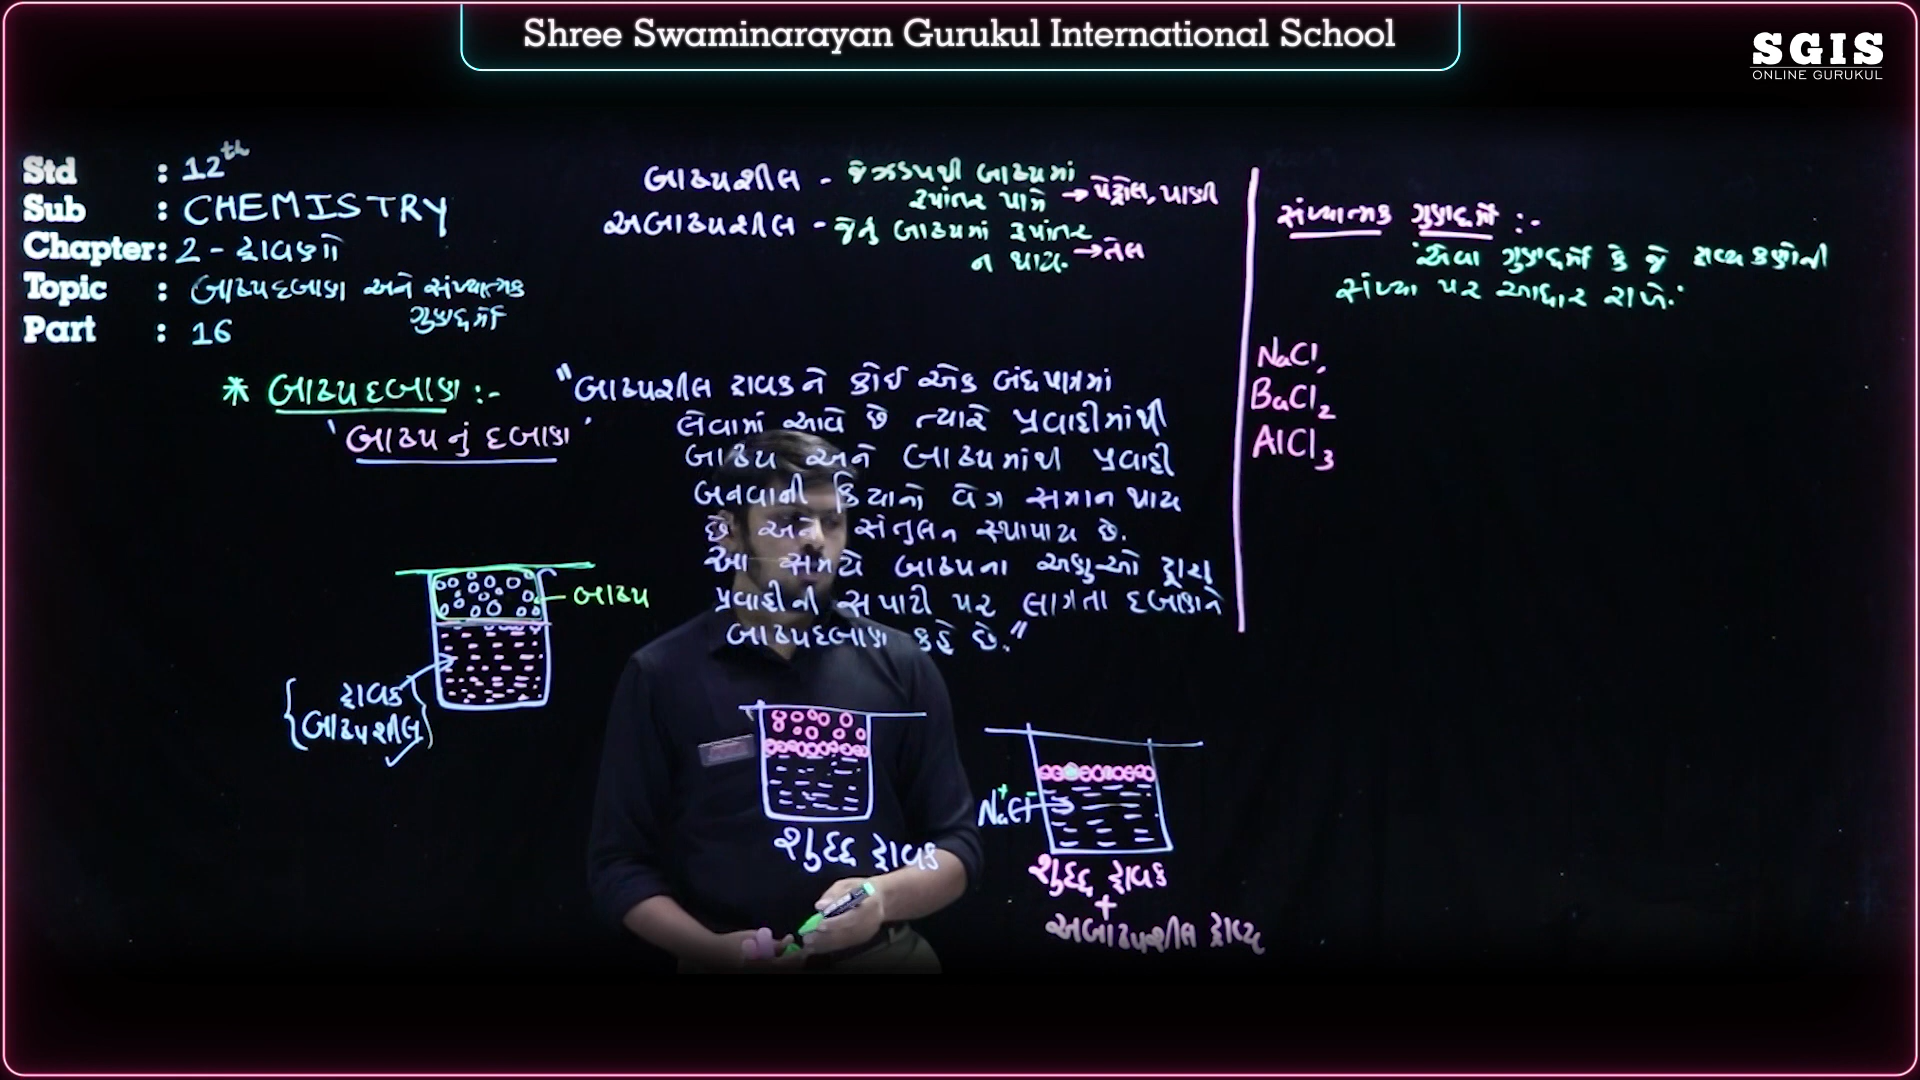 Shree Swaminarayan Gurukul International School
SGIS
ONLINE GURUKUL
Std : 12th
Sub : CHEMISTRY
Chapter: 2 - દ્રાવણો
Topic : બાષ્પદબાણ અને સંખ્યાત્મક
ગુણધર્મો
Part : 16
બાષ્પશીલ - જે ઝડપથી બાષ્પમાં
રૂપાંતર પામે → પેટ્રોલ, પાણી
અબાષ્પશીલ - જેનું બાષ્પમાં રૂપાંતર
ન થાય. → તેલ
* બાષ્પદબાણ :-
' બાષ્પનું દબાણ '
"બાષ્પશીલ દ્રાવકને કોઈ એક બંધપાત્રમાં
લેવામાં આવે છે ત્યારે પ્રવાહીમાંથી
બાષ્પ અને બાષ્પમાંથી પ્રવાહી
બનવાની ક્રિયાનો વેગ સમાન થાય
છે અને સંતુલન સ્થાપાય છે.
આ સમયે બાષ્પના અણુઓ દ્વારા
પ્રવાહીની સપાટી પર લાગતા દબાણને
બાષ્પદબાણ કહે છે."
સંખ્યાત્મક ગુણધર્મો :-
એવા ગુણધર્મો કે જે દ્રાવ્ય કણોની
સંખ્યા પર આધાર રાખે.
NaCl,
BaCl2
AlCl3
બાષ્પ
દ્રાવક
બાષ્પશીલ
શુદ્ધ દ્રાવક
Na+Cl-
શુદ્ધ દ્રાવક
+
અબાષ્પશીલ દ્રાવ્ય